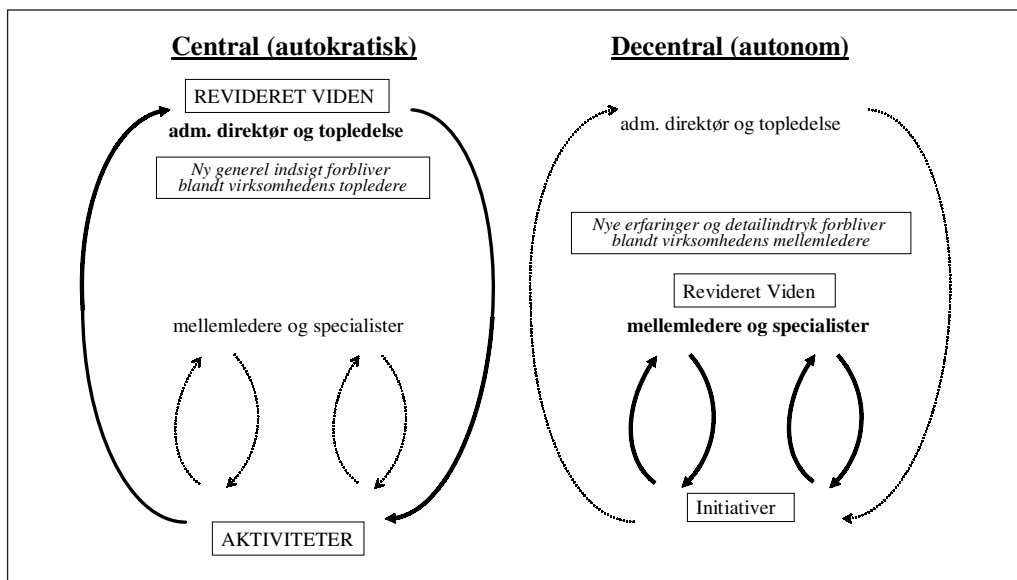 Central (autokratisk)
REVIDERET VIDEN
adm. direktør og topledelse
Ny generel indsigt forbliver
blandt virksomhedens topledere
mellemledere og specialister
AKTIVITETER
Decentral (autonom)
adm. direktør og topledelse
Nye erfaringer og detailindtryk forbliver
blandt virksomhedens mellemledere
Revideret Viden
mellemledere og specialister
Initiativer